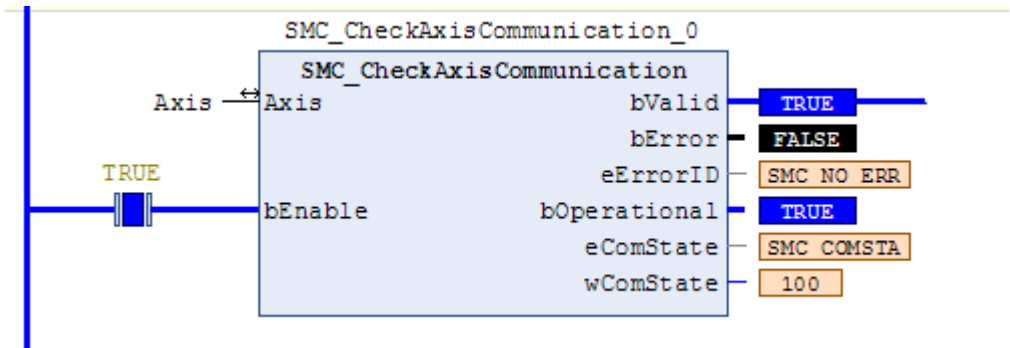 SMC_CheckAxisCommunication_0
SMC_CheckAxisCommunication
Axis Axis bValid TRUE
bError FALSE
TRUE eErrorID SMC NO ERR
bEnable bOperational TRUE
eComState SMC COMSTA
wComState 100